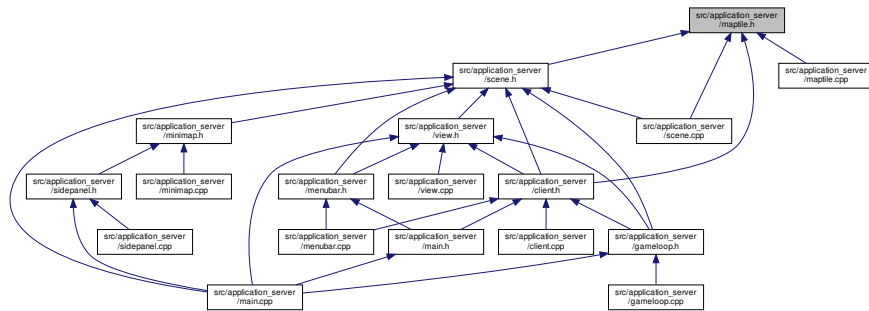 src/application_server
/maptile.h
src/application_server
/scene.h
src/application_server
/maptile.cpp
src/application_server
/minimap.h
src/application_server
/view.h
src/application_server
/scene.cpp
src/application_server
/sidepanel.h
src/application_server
/minimap.cpp
src/application_server
/menubar.h
src/application_server
/view.cpp
src/application_server
/client.h
src/application_server
/sidepanel.cpp
src/application_server
/menubar.cpp
src/application_server
/main.h
src/application_server
/client.cpp
src/application_server
/gameloop.h
src/application_server
/main.cpp
src/application_server
/gameloop.cpp